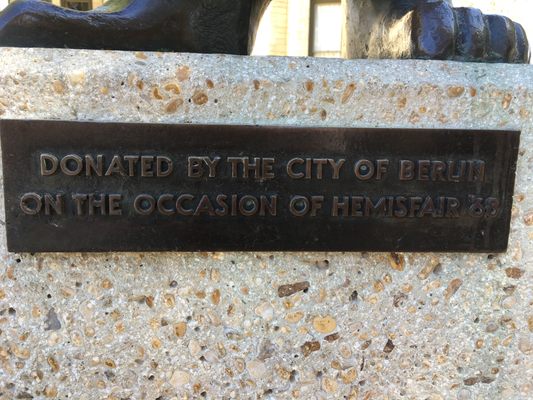 DONATED BY THE CITY OF BERLIN
ON THE OCCASION OF HEMISFAIR '68